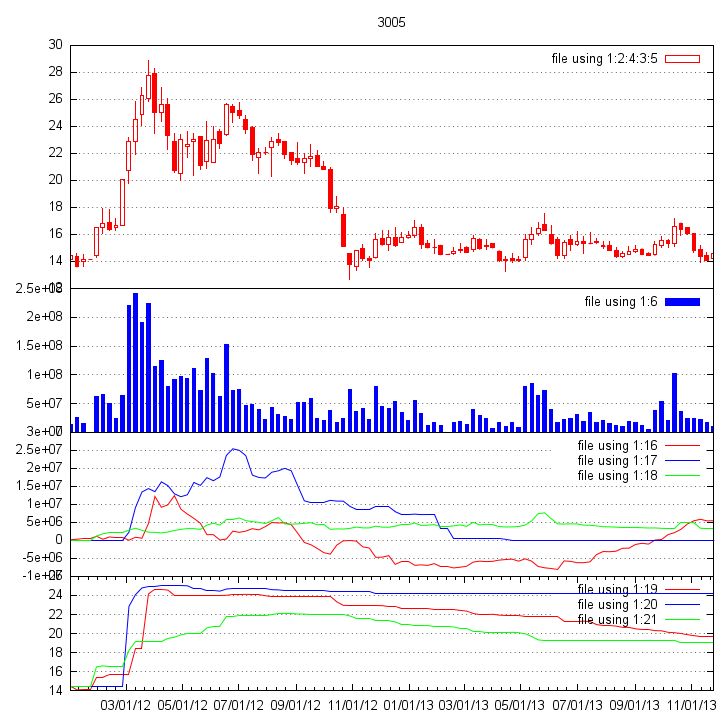 3005
30
file using 1:2:4:3:5
28
26
24
22
20
18
16
14
file using 1:6
2e+08
1.5e+08
1e+08
5e+07
file using 1:16
2.5e+07
file using 1:17
2e+07
file using 1:18
1.5e+07
1e+07
5e+06
0
-5e+06
file using 1:19
24
file using 1:20
22
file using 1:21
20
18
16
14
03/01/12 05/01/12 07/01/12 09/01/12 11/01/12 01/01/13 03/01/13 05/01/13 07/01/13 09/01/13 11/01/13